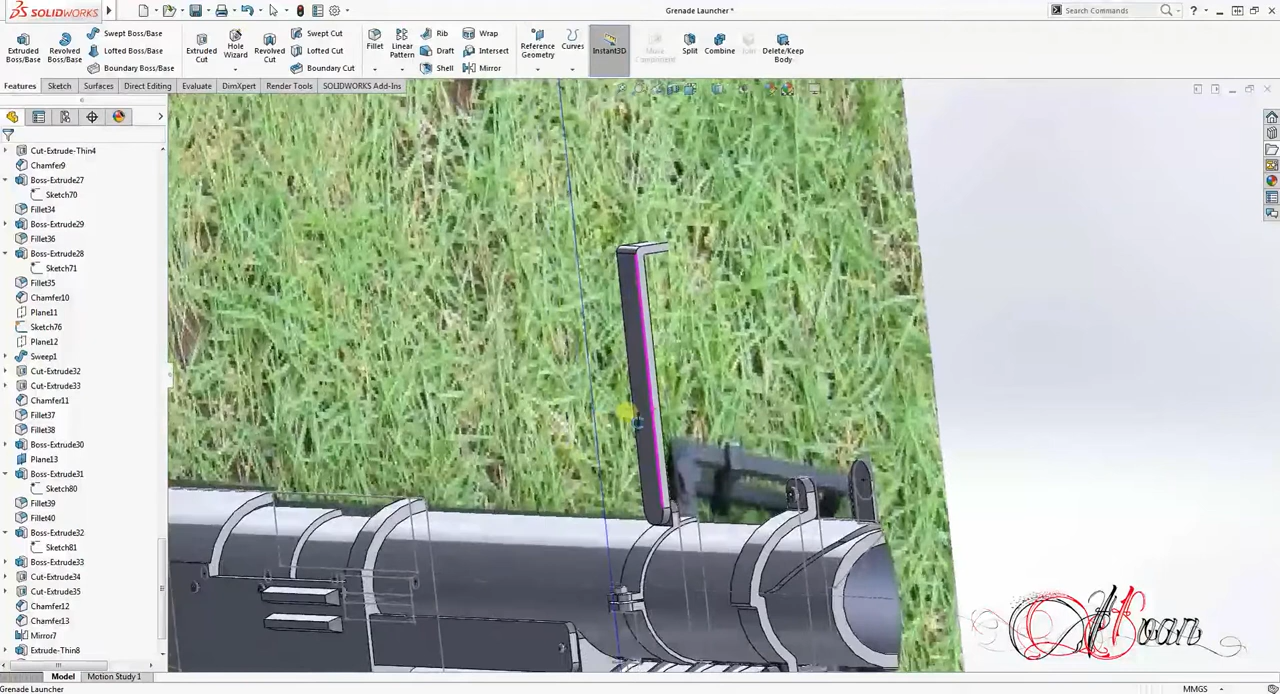 SOLIDWORKS
Grenade Launcher *
Search Commands
Extruded Boss/Base
Revolved Boss/Base
Swept Boss/Base
Lofted Boss/Base
Boundary Boss/Base
Extruded Cut
Hole Wizard
Revolved Cut
Swept Cut
Lofted Cut
Boundary Cut
Fillet
Linear Pattern
Rib
Draft
Shell
Wrap
Intersect
Mirror
Reference Geometry
Curves
Instant3D
Split
Combine
Delete/Keep Body
Features
Sketch
Surfaces
Direct Editing
Evaluate
DimXpert
Render Tools
SOLIDWORKS Add-Ins
Cut-Extrude-Thin4
Chamfer9
Boss-Extrude27
Sketch70
Fillet34
Boss-Extrude29
Fillet36
Boss-Extrude28
Sketch71
Fillet35
Chamfer10
Plane11
Sketch76
Plane12
Sweep1
Cut-Extrude32
Cut-Extrude33
Chamfer11
Fillet37
Fillet38
Boss-Extrude30
Plane13
Boss-Extrude31
Sketch80
Fillet39
Fillet40
Boss-Extrude32
Sketch81
Boss-Extrude33
Cut-Extrude34
Cut-Extrude35
Chamfer12
Chamfer13
Mirror7
Extrude-Thin8
Model
Motion Study 1
Grenade Launcher
MMGS